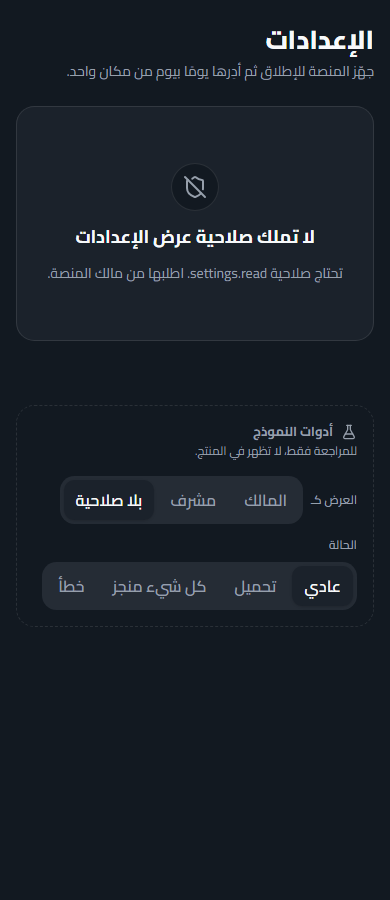 الإعدادات
جهّز المنصة للإطلاق ثم أدِرها يومًا بيوم من مكان واحد.
لا تملك صلاحية عرض الإعدادات
تحتاج صلاحية settings.read. اطلبها من مالك المنصة.
أدوات النموذج
للمراجعة فقط، لا تظهر في المنتج.
العرض كـ
المالك مشرف بلا صلاحية
الحالة
عادي تحميل كل شيء منجز خطأ